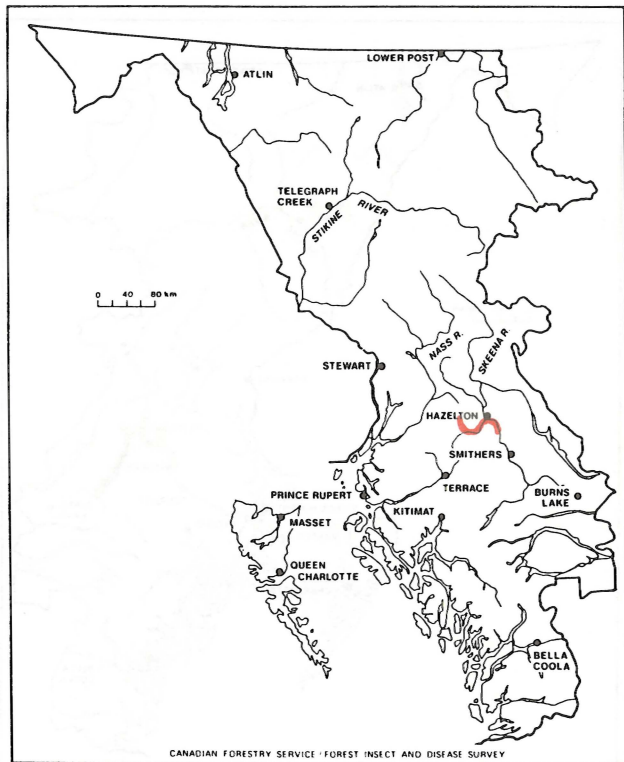 LOWER POST
ATLIN
TELEGRAPH
CREEK
STIKINE RIVER
0 40 80 km
NASS R.
SKEENA R.
STEWART
HAZELTON
SMITHERS
TERRACE
BURNS
LAKE
PRINCE RUPERT
KITIMAT
MASSET
QUEEN
CHARLOTTE
BELLA
COOLA
CANADIAN FORESTRY SERVICE FOREST INSECT AND DISEASE SURVEY